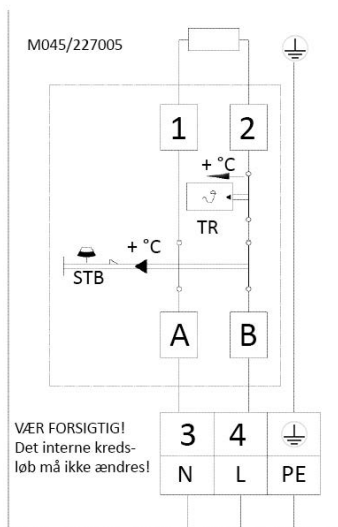 M045/227005
1 2
+ °C
TR
+ °C
STB
A B
VÆR FORSIGTIG!
Det interne kreds-
løb må ikke ændres!
3 4
N L PE